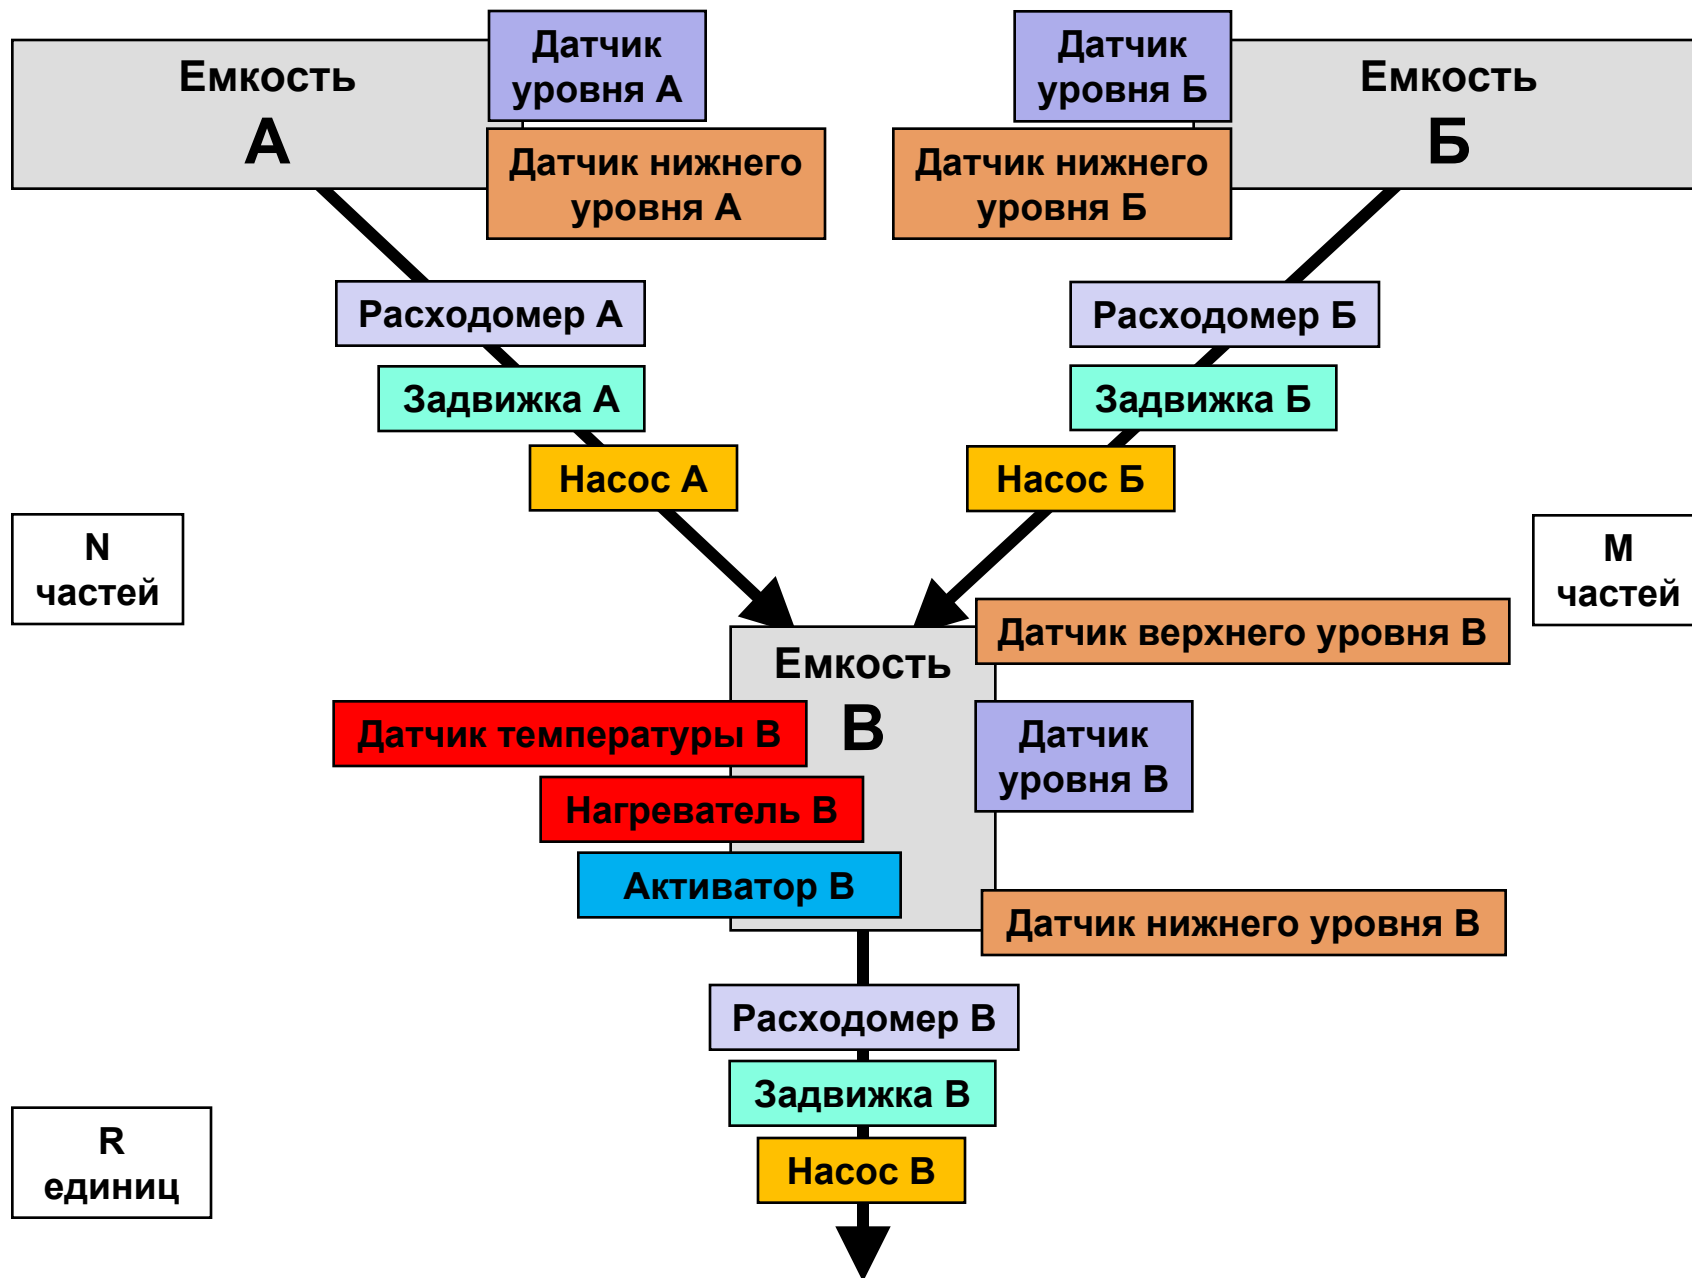 Емкость
А
Датчик
уровня А
Датчик нижнего
уровня А
Датчик
уровня Б
Емкость
Б
Датчик нижнего
уровня Б
Расходомер А
Расходомер Б
Задвижка А
Задвижка Б
Насос А
Насос Б
N
частей
М
частей
Датчик верхнего уровня В
Емкость
В
Датчик температуры В
Датчик
уровня В
Нагреватель В
Активатор В
Датчик нижнего уровня В
Расходомер В
Задвижка В
R
единиц
Насос В